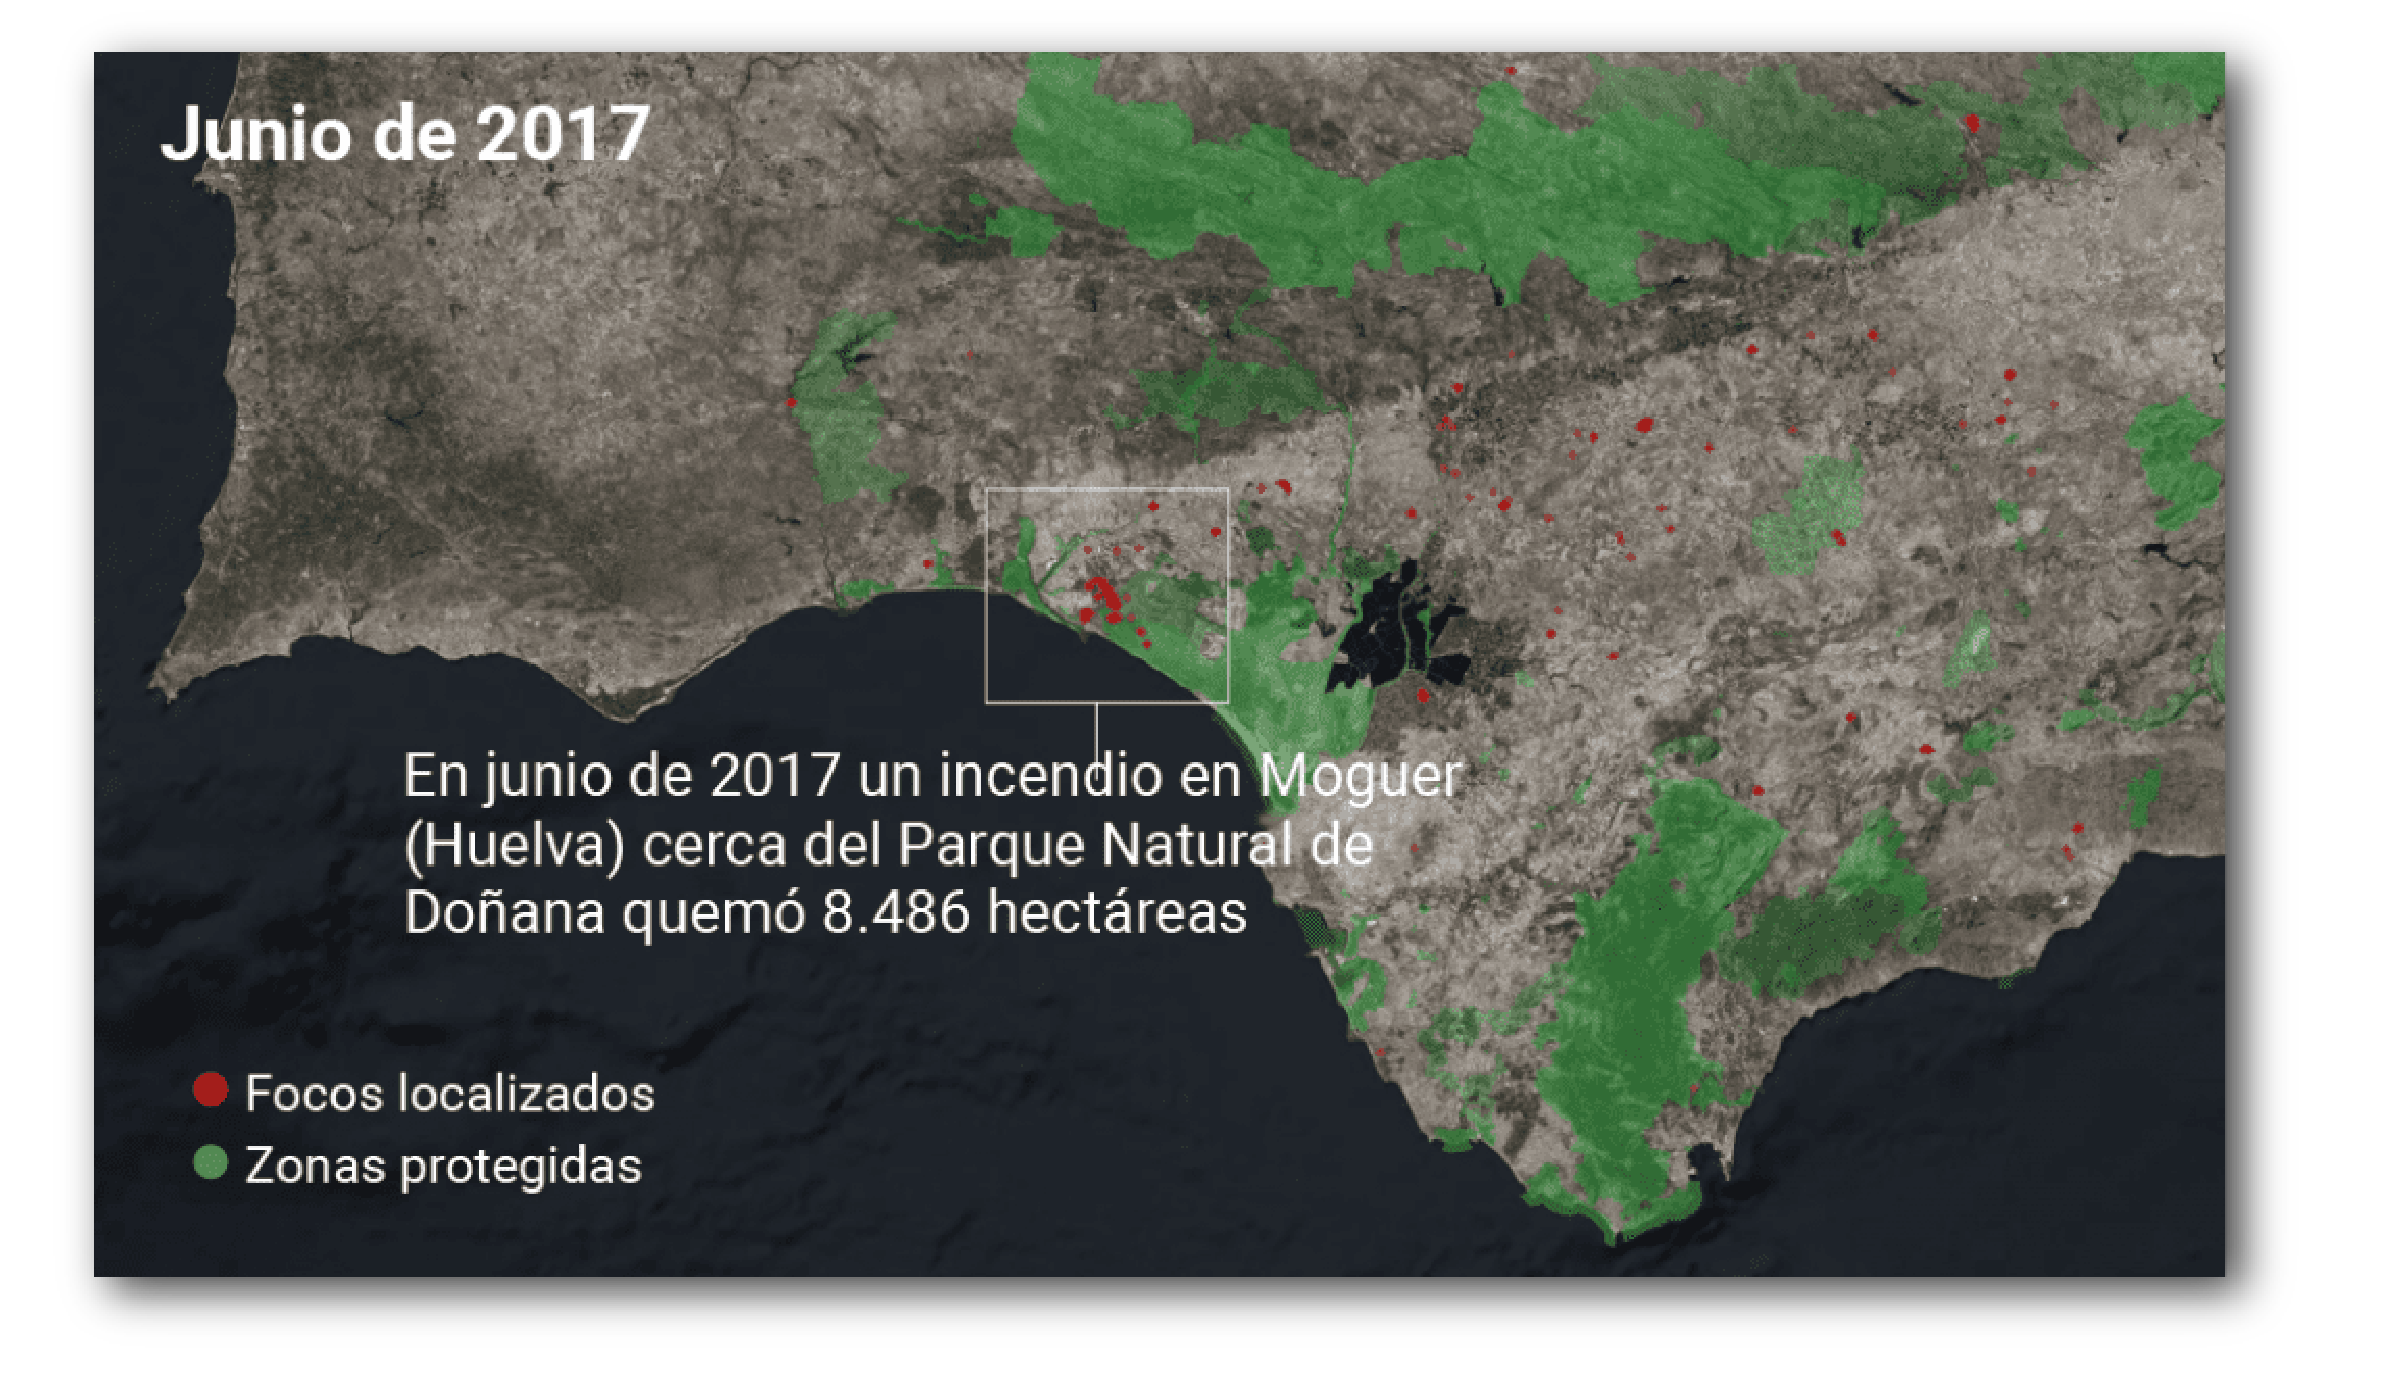 Junio de 2017
En junio de 2017 un incendio en Moguer
(Huelva) cerca del Parque Natural de
Doñana quemó 8.486 hectáreas
Focos localizados
Zonas protegidas